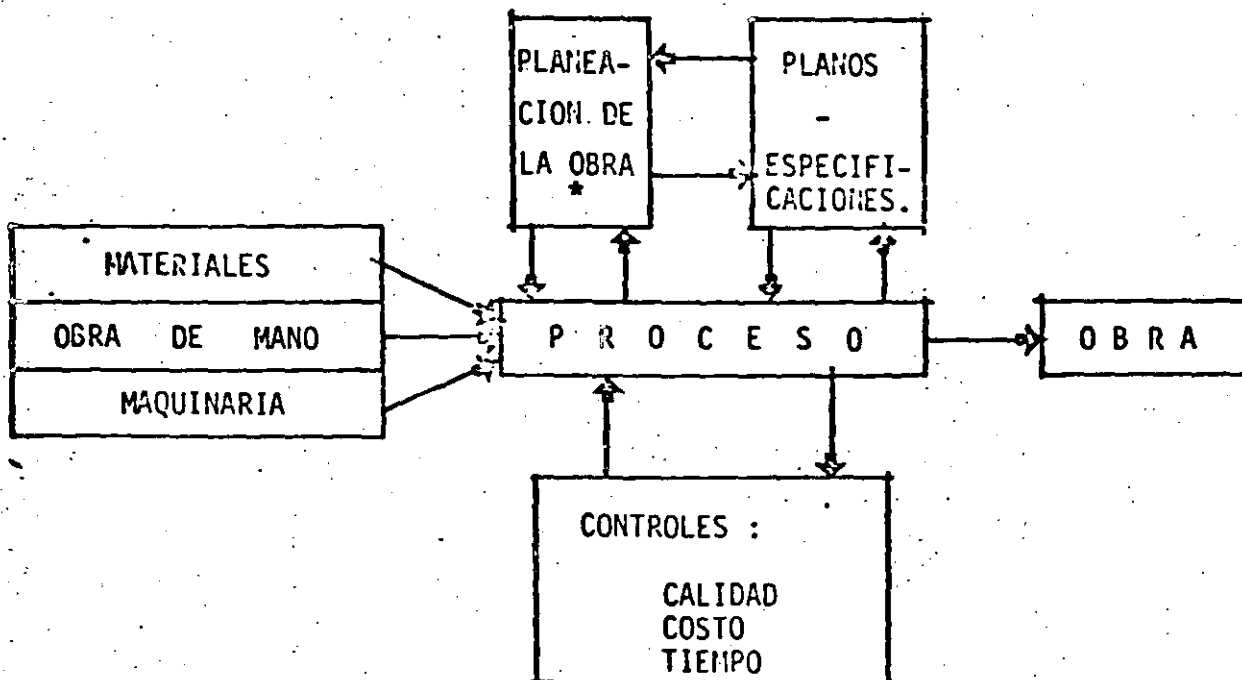 PLANEA-
CION DE
LA OBRA
*
PLANOS
-
ESPECIFI-
CACIONES.
MATERIALES
OBRA DE MANO
MAQUINARIA
P R O C E S O
O B R A
CONTROLES :
CALIDAD
COSTO
TIEMPO